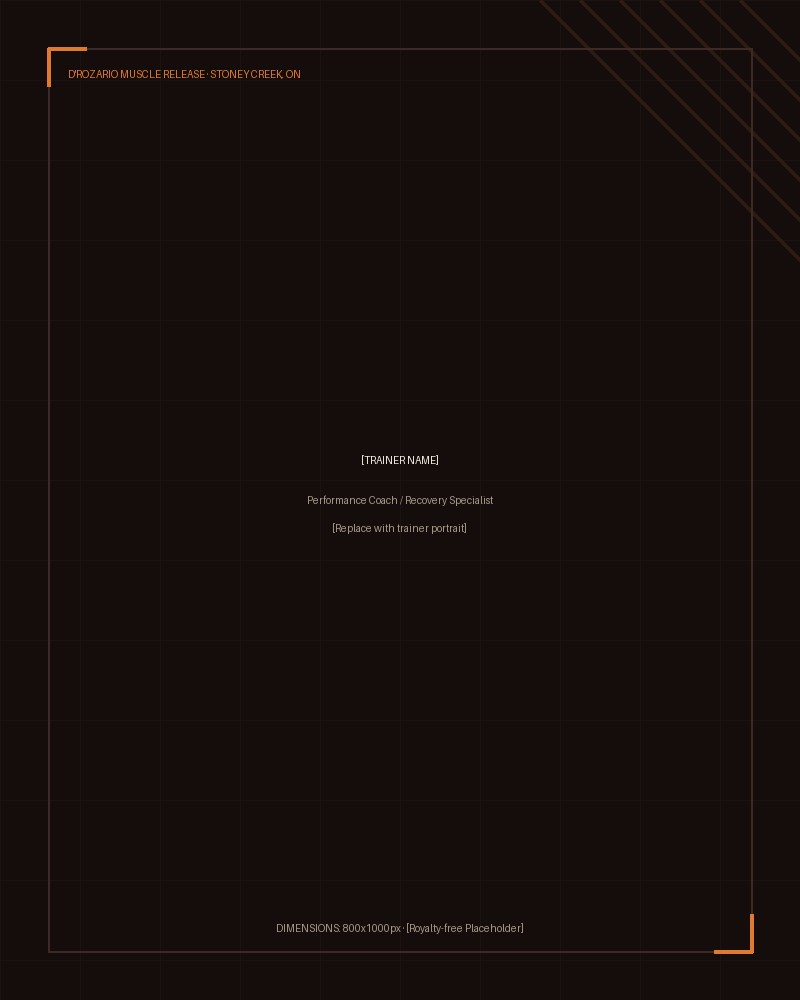 D'ROZARIO MUSCLE RELEASE · STONEY CREEK, ON
[TRAINER NAME]
Performance Coach / Recovery Specialist
[Replace with trainer portrait]
DIMENSIONS: 800x1000px · [Royalty-free Placeholder]